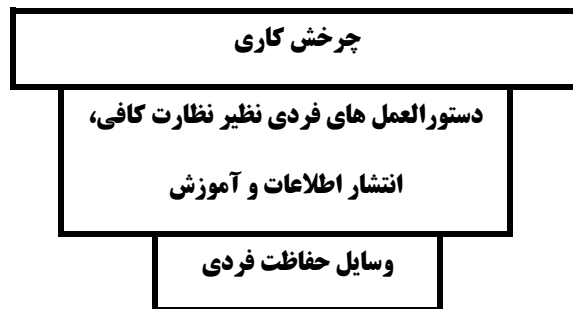 چرخش کاری
دستورالعمل های فردی نظیر نظارت کافی،
انتشار اطلاعات و آموزش
وسایل حفاظت فردی